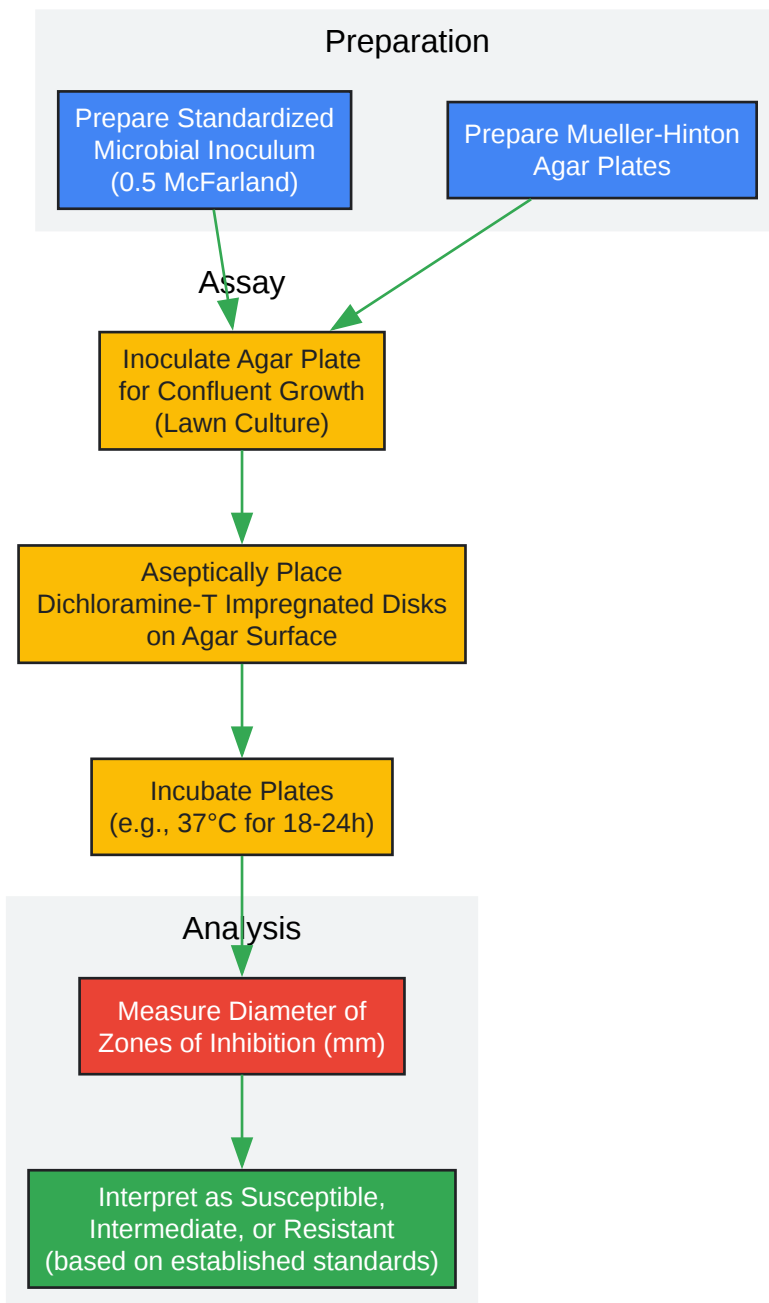 Preparation
Prepare Standardized
Microbial Inoculum
(0.5 McFarland)
Prepare Mueller-Hinton
Agar Plates
Assay
Inoculate Agar Plate
for Confluent Growth
(Lawn Culture)
Aseptically Place
Dichloramine-T Impregnated Disks
on Agar Surface
Incubate Plates
(e.g., 37°C for 18-24h)
Analysis
Measure Diameter of
Zones of Inhibition (mm)
Interpret as Susceptible,
Intermediate, or Resistant
(based on established standards)